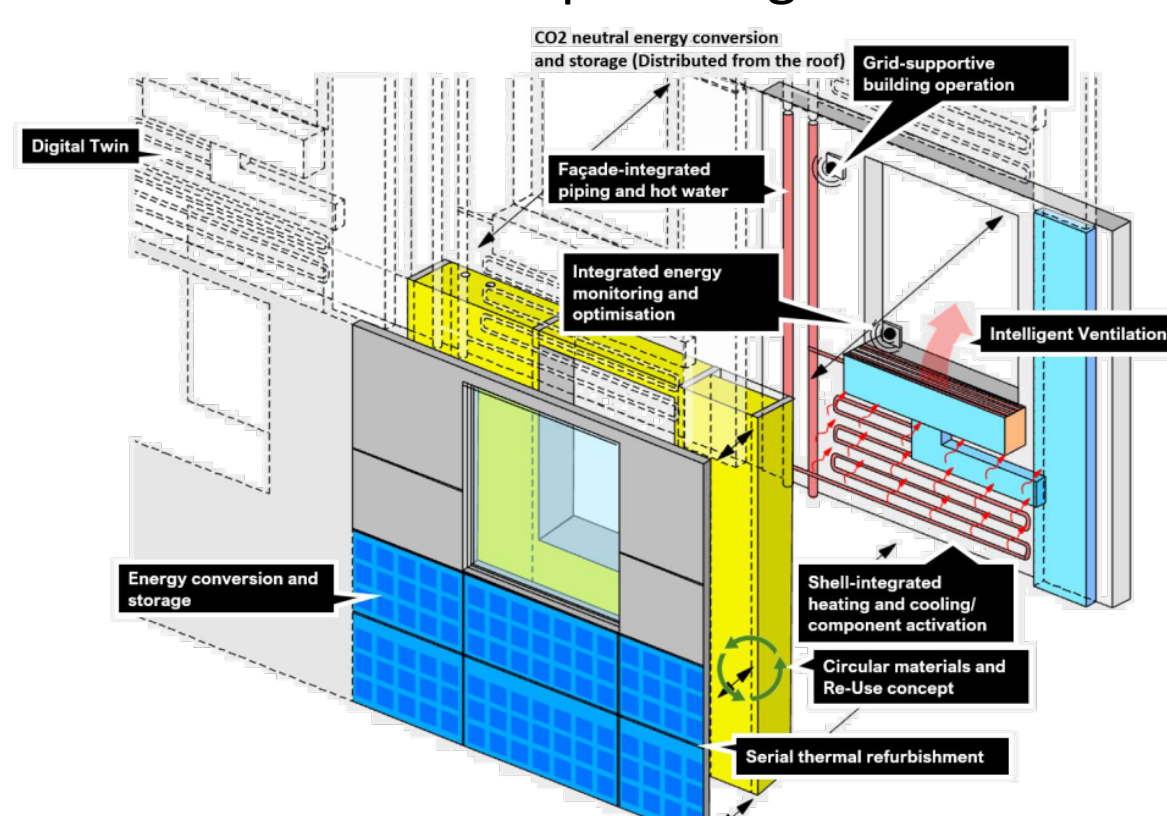 CO2 neutral energy conversion
and storage (Distributed from the roof)
Grid-supportive
building operation
Digital Twin
Façade-integrated
piping and hot water
Integrated energy
monitoring and
optimisation
Intelligent Ventilation
Energy conversion and
storage
Shell-integrated
heating and cooling/
component activation
Circular materials and
Re-Use concept
Serial thermal refurbishment